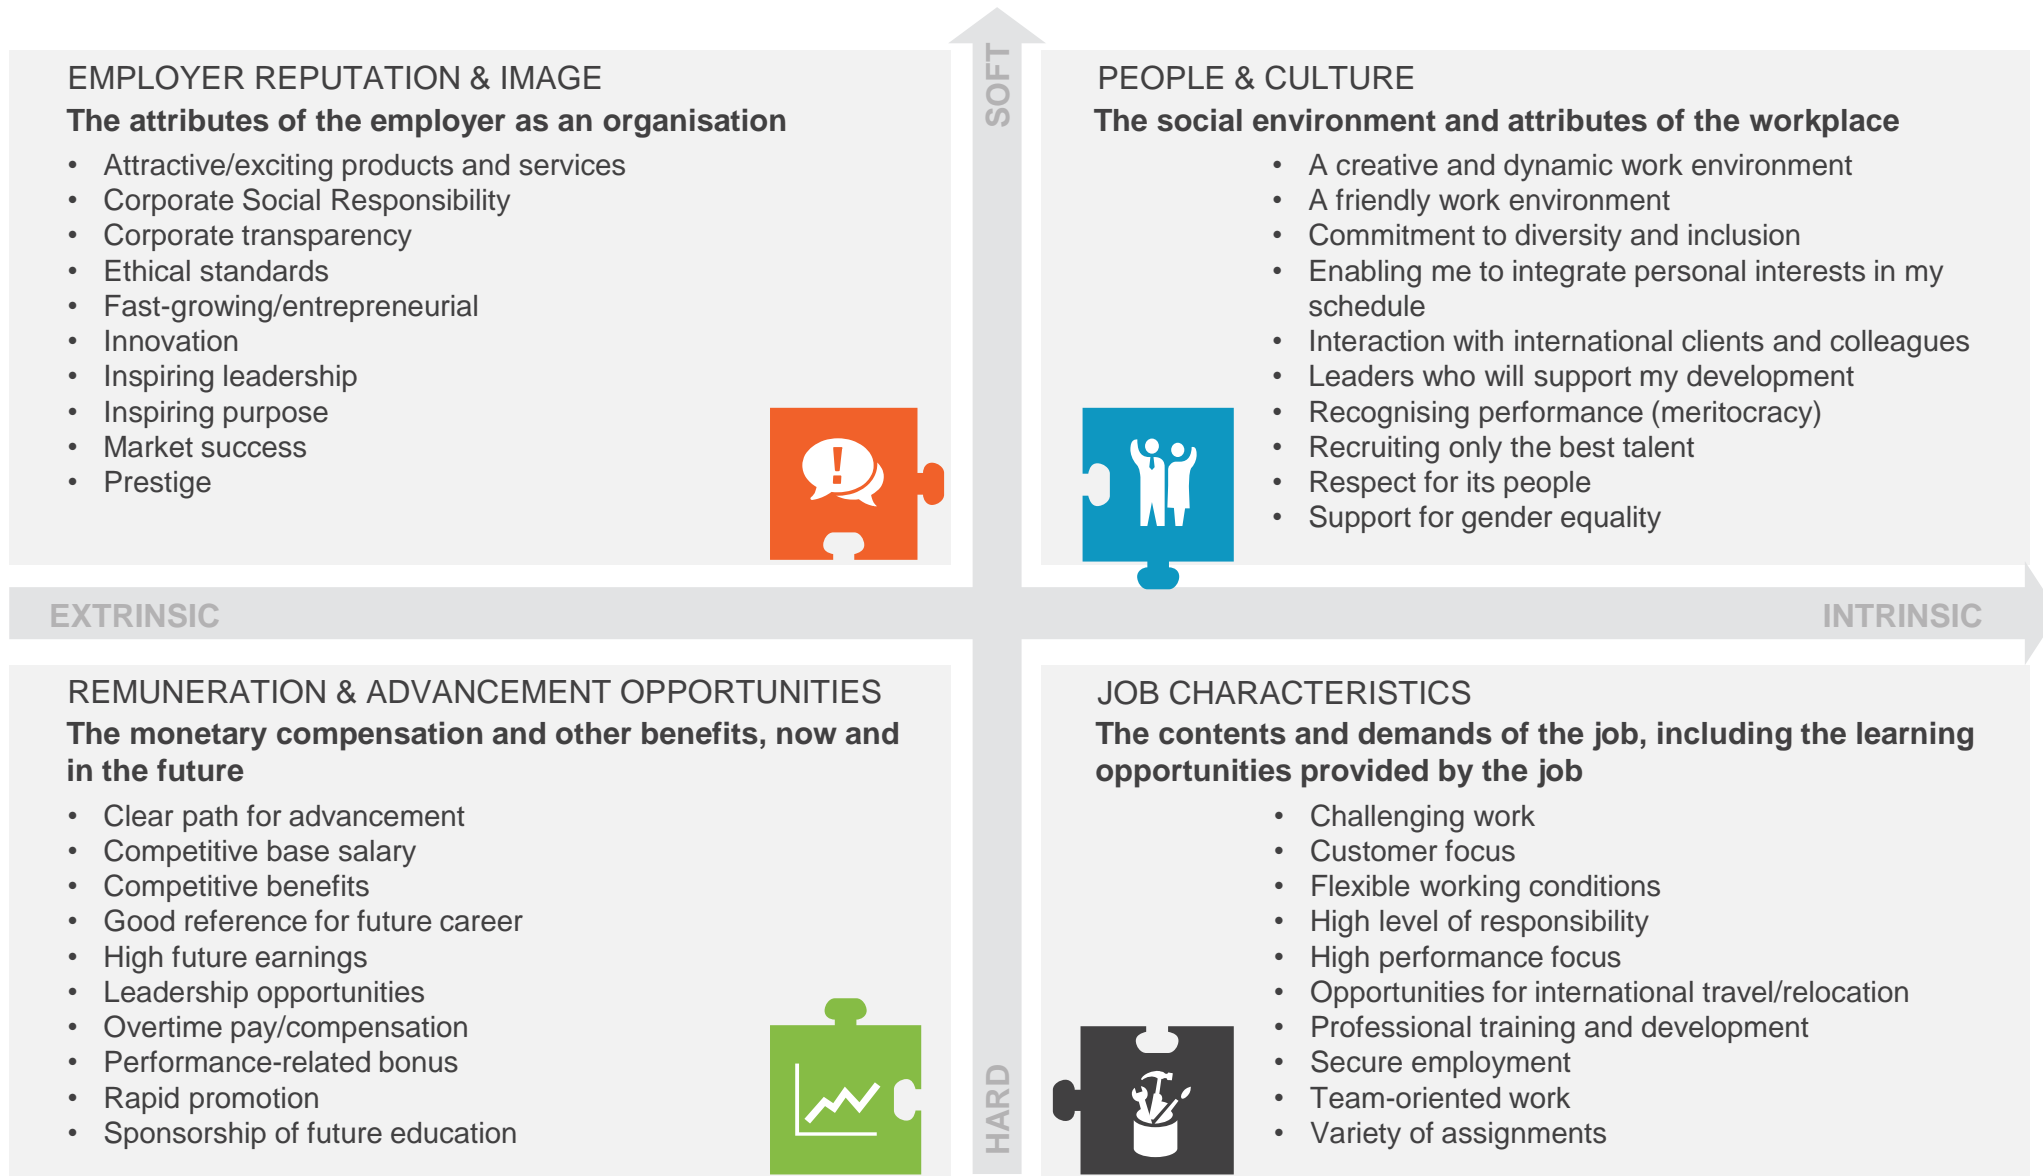 SOFT
EMPLOYER REPUTATION & IMAGE
The attributes of the employer as an organisation
• Attractive/exciting products and services
• Corporate Social Responsibility
• Corporate transparency
• Ethical standards
• Fast-growing/entrepreneurial
• Innovation
• Inspiring leadership
• Inspiring purpose
• Market success
• Prestige
!
PEOPLE & CULTURE
The social environment and attributes of the workplace
• A creative and dynamic work environment
• A friendly work environment
• Commitment to diversity and inclusion
• Enabling me to integrate personal interests in my
schedule
• Interaction with international clients and colleagues
• Leaders who will support my development
• Recognising performance (meritocracy)
• Recruiting only the best talent
• Respect for its people
• Support for gender equality
EXTRINSIC
INTRINSIC
REMUNERATION & ADVANCEMENT OPPORTUNITIES
The monetary compensation and other benefits, now and
in the future
• Clear path for advancement
• Competitive base salary
• Competitive benefits
• Good reference for future career
• High future earnings
• Leadership opportunities
• Overtime pay/compensation
• Performance-related bonus
• Rapid promotion
• Sponsorship of future education
JOB CHARACTERISTICS
The contents and demands of the job, including the learning
opportunities provided by the job
• Challenging work
• Customer focus
• Flexible working conditions
• High level of responsibility
• High performance focus
• Opportunities for international travel/relocation
• Professional training and development
• Secure employment
• Team-oriented work
• Variety of assignments
HARD